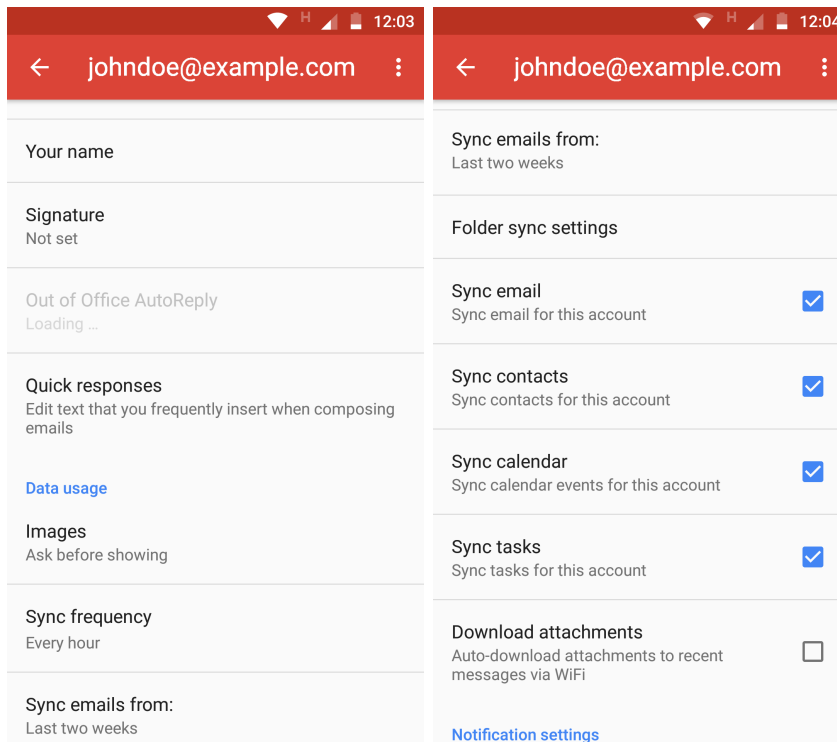 H 12:03
johndoe@example.com
Your name
Signature
Not set
Out of Office AutoReply
Loading ...
Quick responses
Edit text that you frequently insert when composing
emails
Data usage
Images
Ask before showing
Sync frequency
Every hour
Sync emails from:
Last two weeks
H 12:04
johndoe@example.com
Sync emails from:
Last two weeks
Folder sync settings
Sync email
Sync email for this account
Sync contacts
Sync contacts for this account
Sync calendar
Sync calendar events for this account
Sync tasks
Sync tasks for this account
Download attachments
Auto-download attachments to recent
messages via WiFi
Notification settings